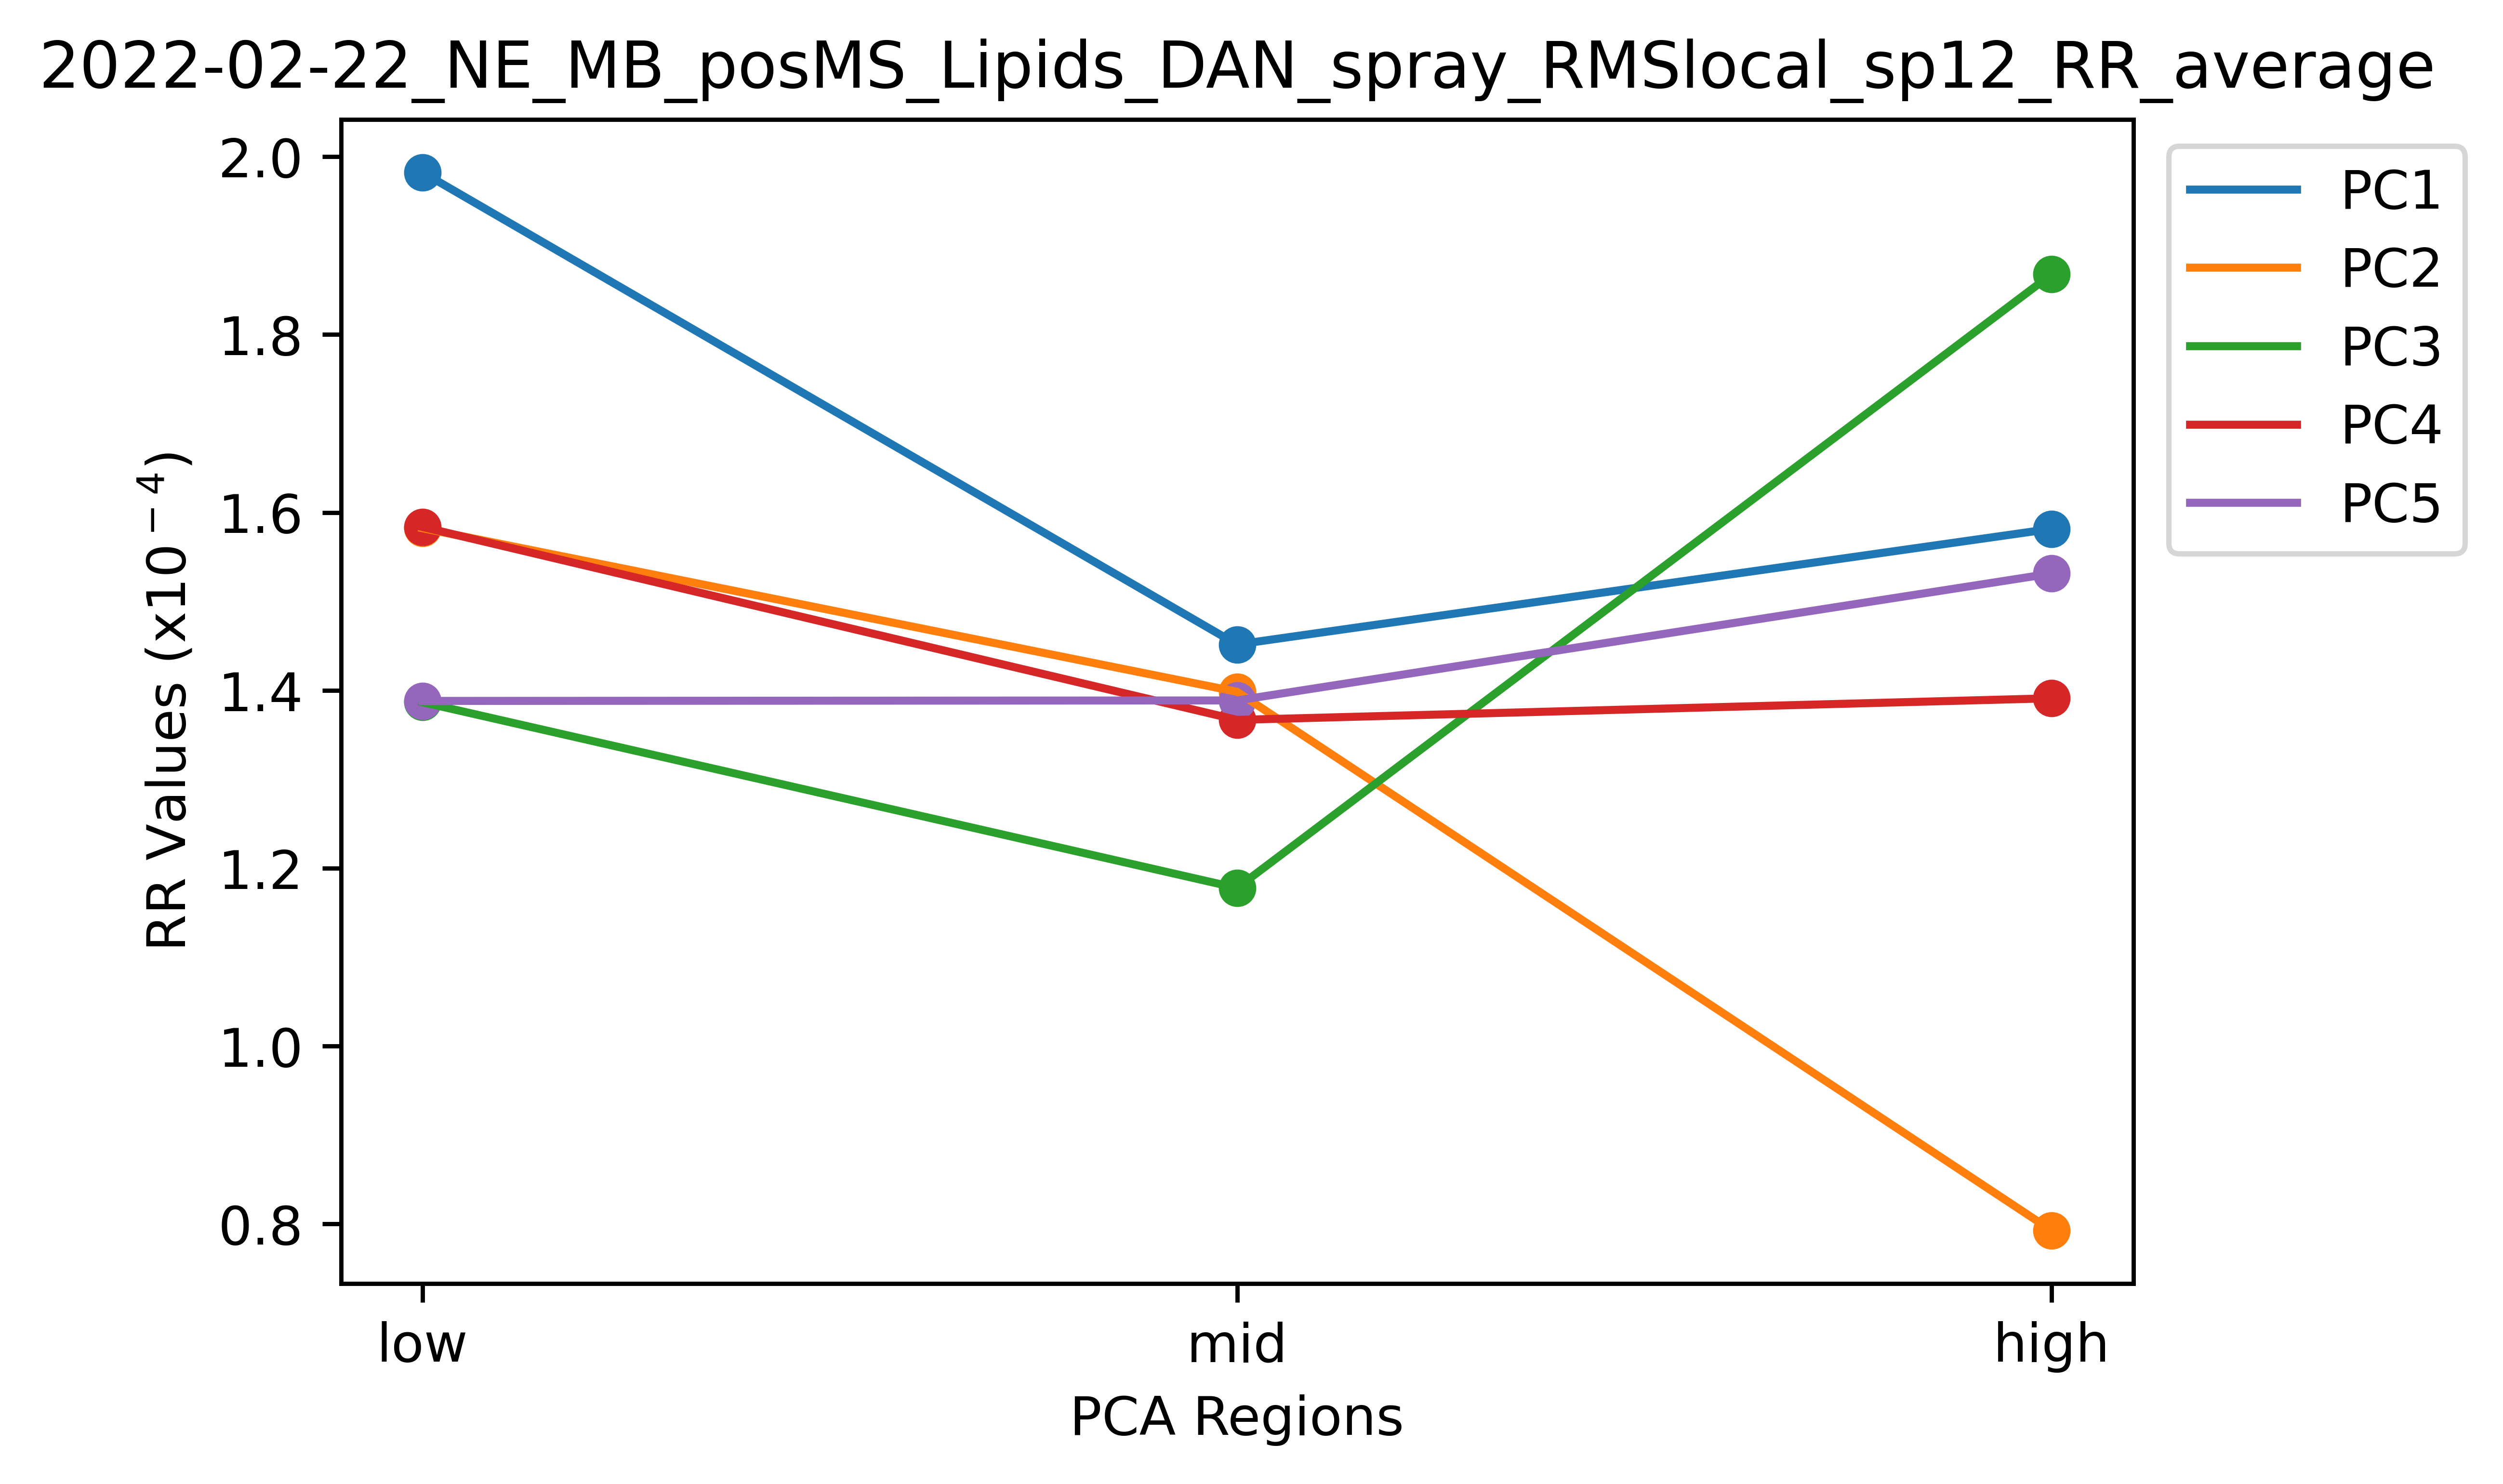 2022-02-22_NE_MB_posMS_Lipids_DAN_spray_RMSlocal_sp12_RR_average
2.0
1.8
1.6
1.4
1.2
1.0
0.8
RR Values (x10⁻⁴)
low
mid
high
PCA Regions
PC1
PC2
PC3
PC4
PC5